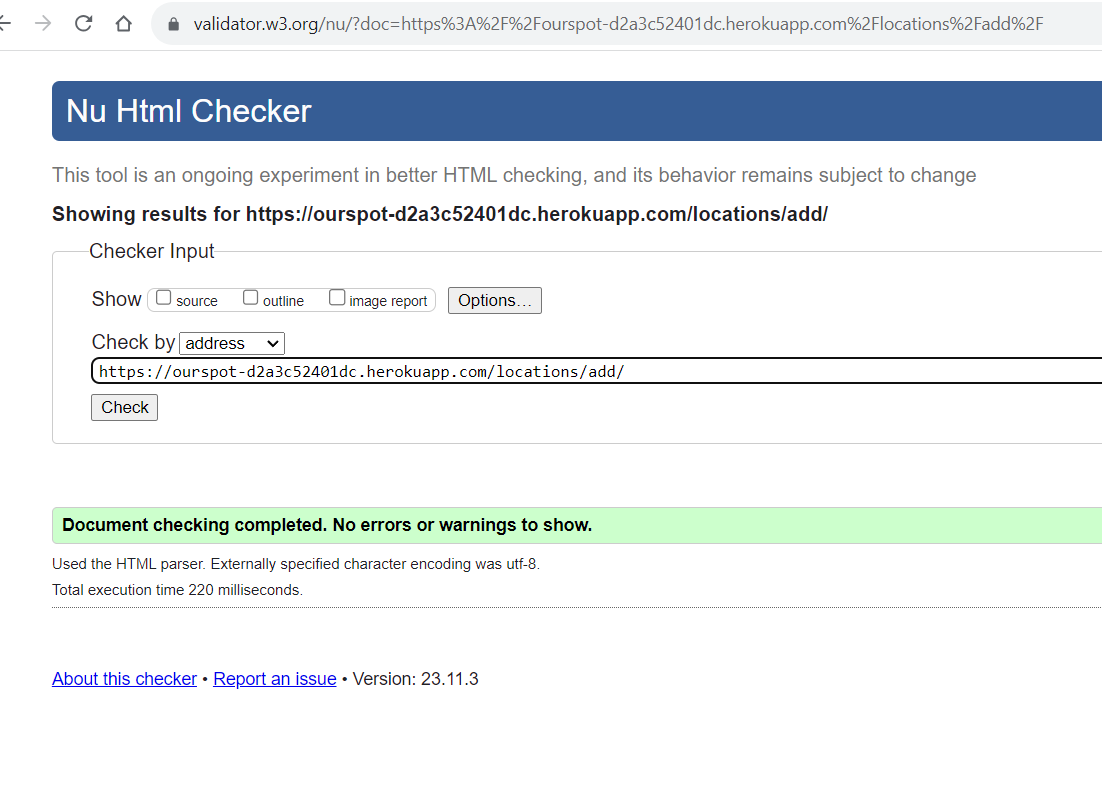 validator.w3.org/nu/?doc=https%3A%2F%2Fourspot-d2a3c52401dc.herokuapp.com%2Flocations%2Fadd%2F
Nu Html Checker
This tool is an ongoing experiment in better HTML checking, and its behavior remains subject to change
Showing results for https://ourspot-d2a3c52401dc.herokuapp.com/locations/add/
Checker Input
Show source outline image report Options…
Check by address
https://ourspot-d2a3c52401dc.herokuapp.com/locations/add/
Check
Document checking completed. No errors or warnings to show.
Used the HTML parser. Externally specified character encoding was utf-8.
Total execution time 220 milliseconds.
About this checker • Report an issue • Version: 23.11.3